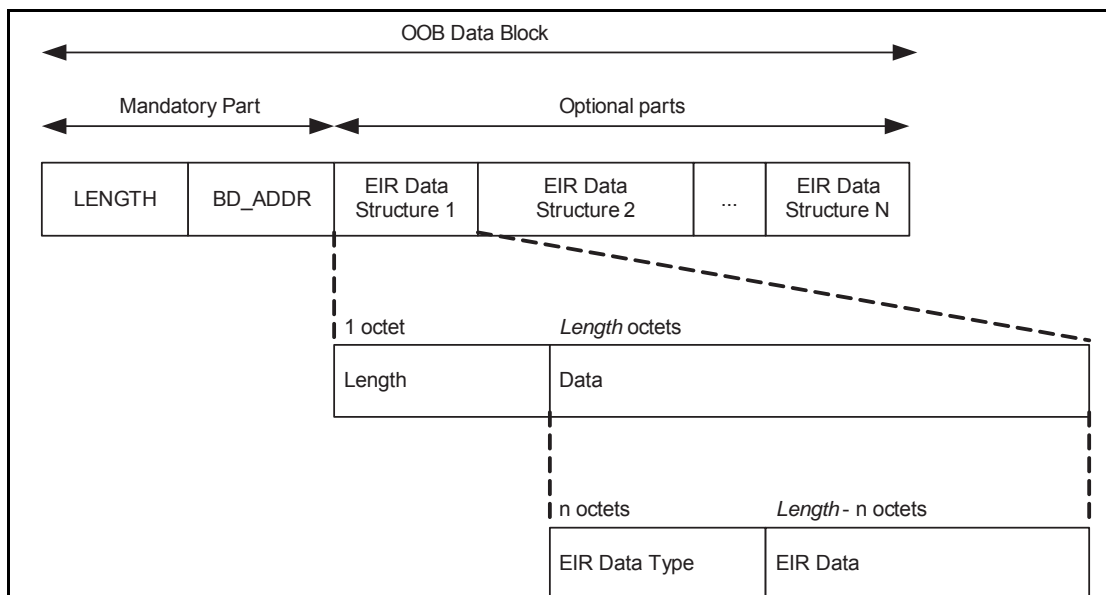 OOB Data Block
Mandatory Part
Optional parts
LENGTH
BD_ADDR
EIR Data
Structure 1
EIR Data
Structure 2
...
EIR Data
Structure N
1 octet
Length octets
Length
Data
n octets
Length - n octets
EIR Data Type
EIR Data